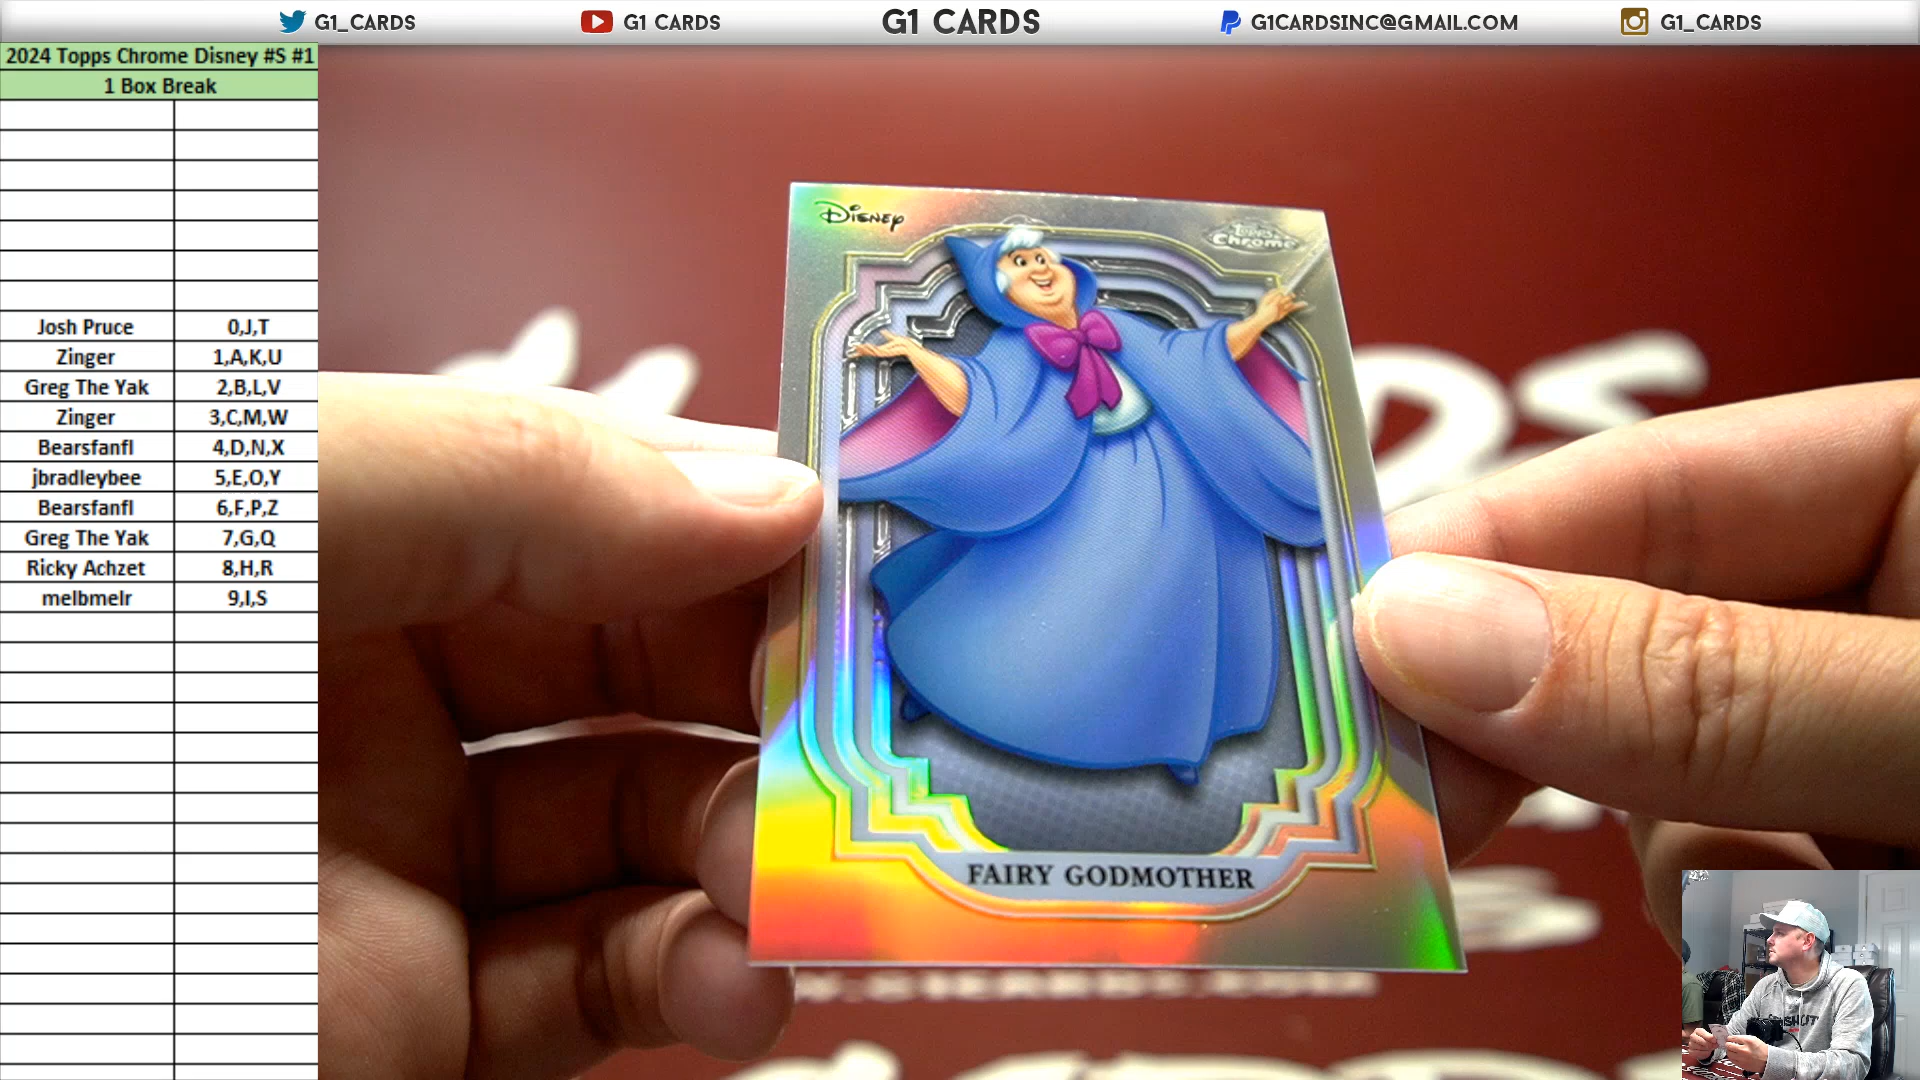 G1_CARDS
G1 CARDS
G1 CARDS
G1CARDSINC@GMAIL.COM
G1_CARDS
2024 Topps Chrome Disney #S #1
1 Box Break
Josh Pruce 0,J,T
Zinger 1,A,K,U
Greg The Yak 2,B,L,V
Zinger 3,C,M,W
Bearsfanfl 4,D,N,X
jbradleybee 5,E,O,Y
Bearsfanfl 6,F,P,Z
Greg The Yak 7,G,Q
Ricky Achzet 8,H,R
melbmelr 9,I,S
Disney
Topps
Chrome
FAIRY GODMOTHER